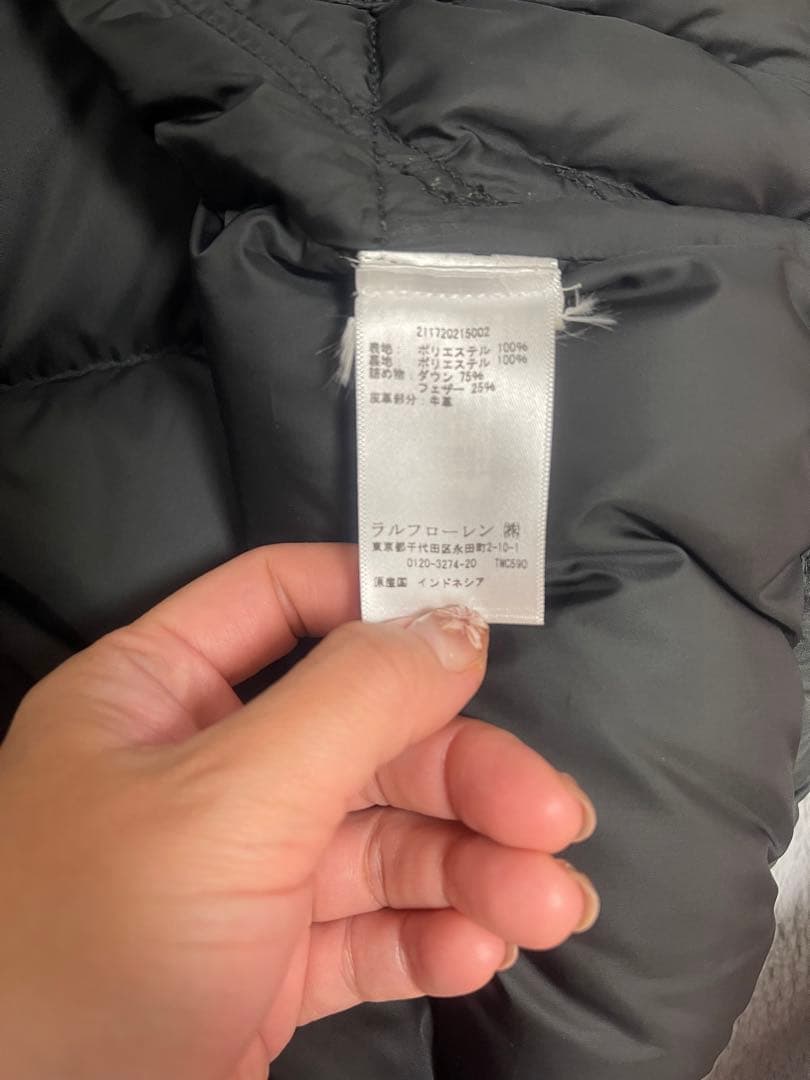 211720215002
表地: ポリエステル 100%
裏地: ポリエステル 100%
詰め物: ダウン 75%
フェザー 25%
皮革部分: 牛革
ラルフローレン ㈱
東京都千代田区永田町2-10-1
0120-3274-20 TWC590
原産国 インドネシア